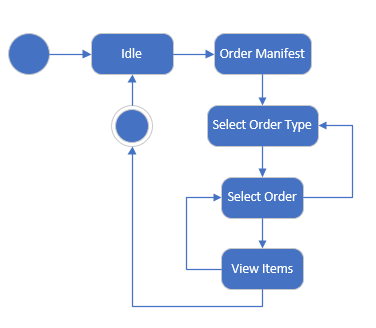 Idle
Order Manifest
Select Order Type
Select Order
View Items